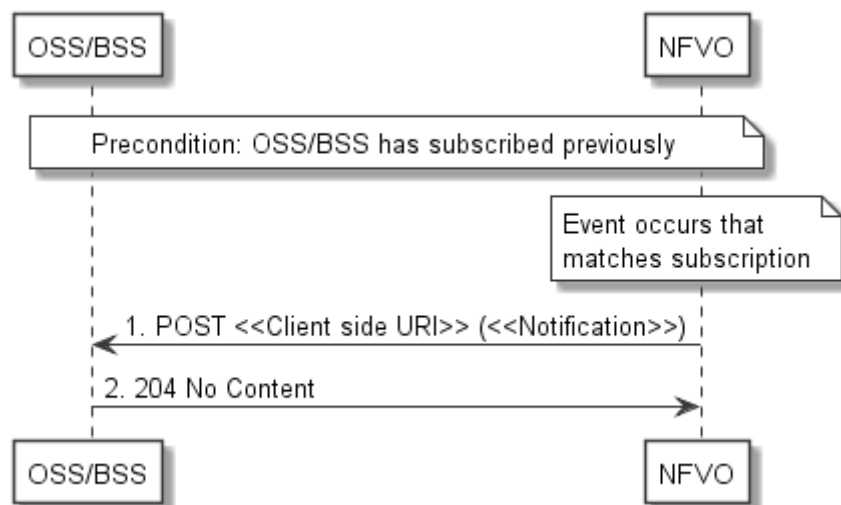 OSS/BSS
NFVO
Precondition: OSS/BSS has subscribed previously
Event occurs that
matches subscription
1. POST <<Client side URI>> (<<Notification>>)
2. 204 No Content
OSS/BSS
NFVO